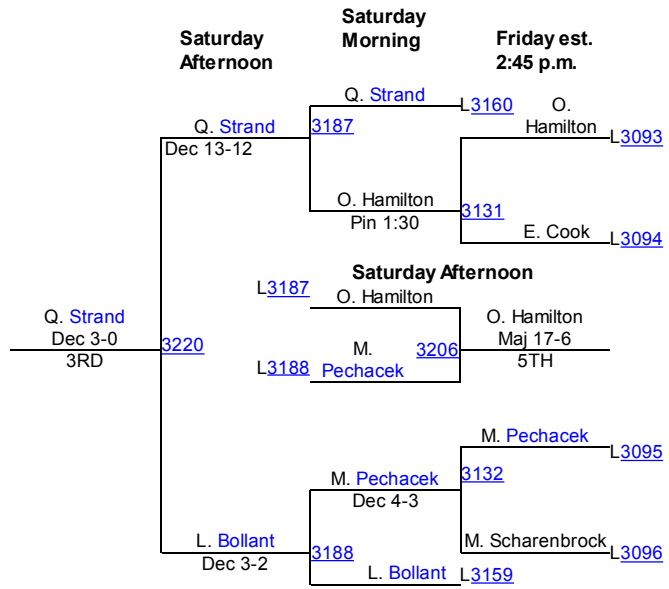 Saturday
Afternoon
Saturday
Morning
Friday est.
2:45 p.m.
Q. Strand
L3160
O.
Hamilton
L3093
Q. Strand
3187
Dec 13-12
O. Hamilton
3131
Pin 1:30
E. Cook
L3094
Saturday Afternoon
L3187
O. Hamilton
Q. Strand
Dec 3-0
3RD
3220
L3188
M.
Pechacek
3206
O. Hamilton
Maj 17-6
5TH
M. Pechacek
L3095
M. Pechacek
3132
Dec 4-3
L. Bollant
3188
Dec 3-2
M. Scharenbrock
L3096
L. Bollant
L3159